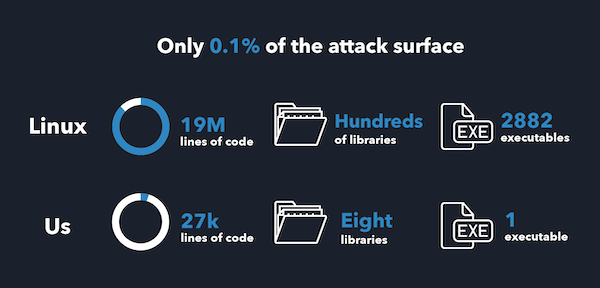 Only 0.1% of the attack surface
Linux
19M
lines of code
Hundreds
of libraries
EXE
2882
executables
Us
27k
lines of code
Eight
libraries
EXE
1
executable